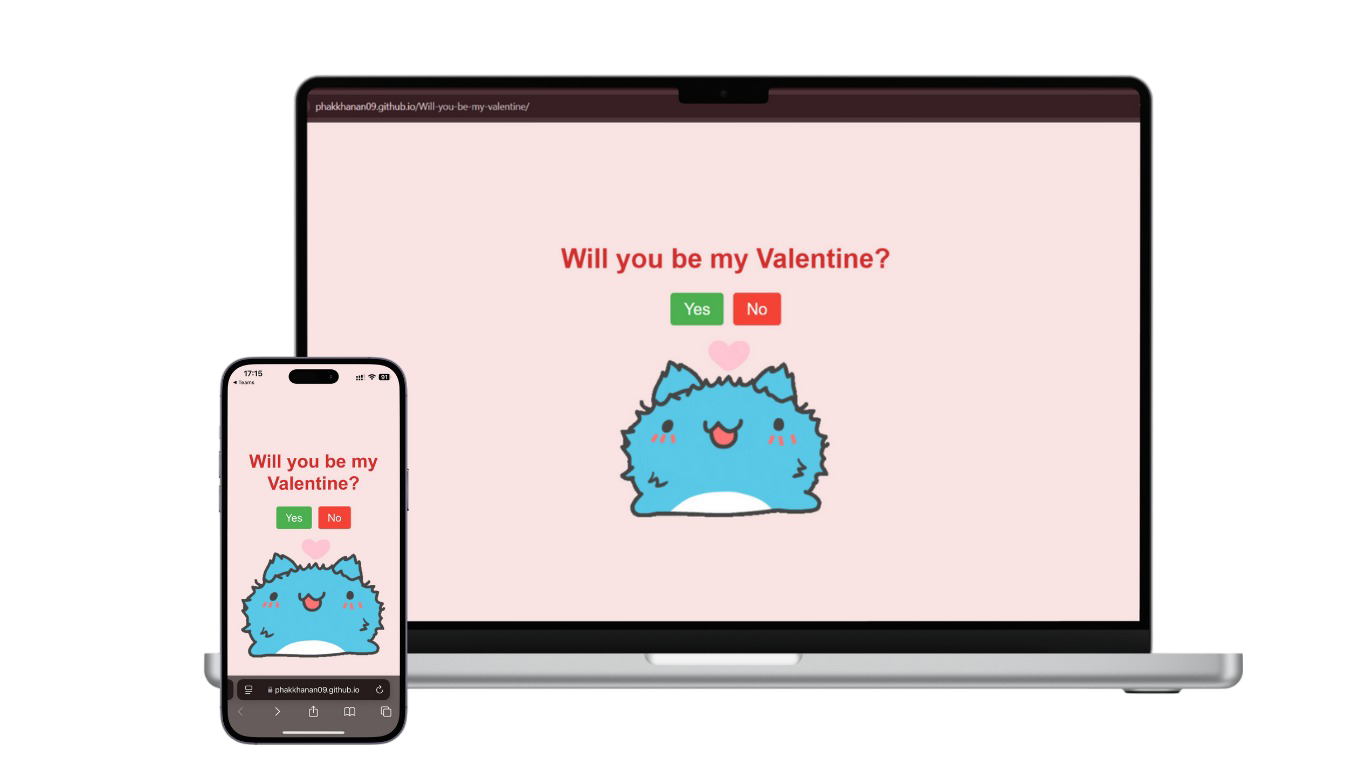 phakkhanan09.github.io/Will-you-be-my-valentine/
Will you be my Valentine?
Yes No
17:15
◀ Teams
91
Will you be my
Valentine?
Yes No
phakkhanan09.github.io